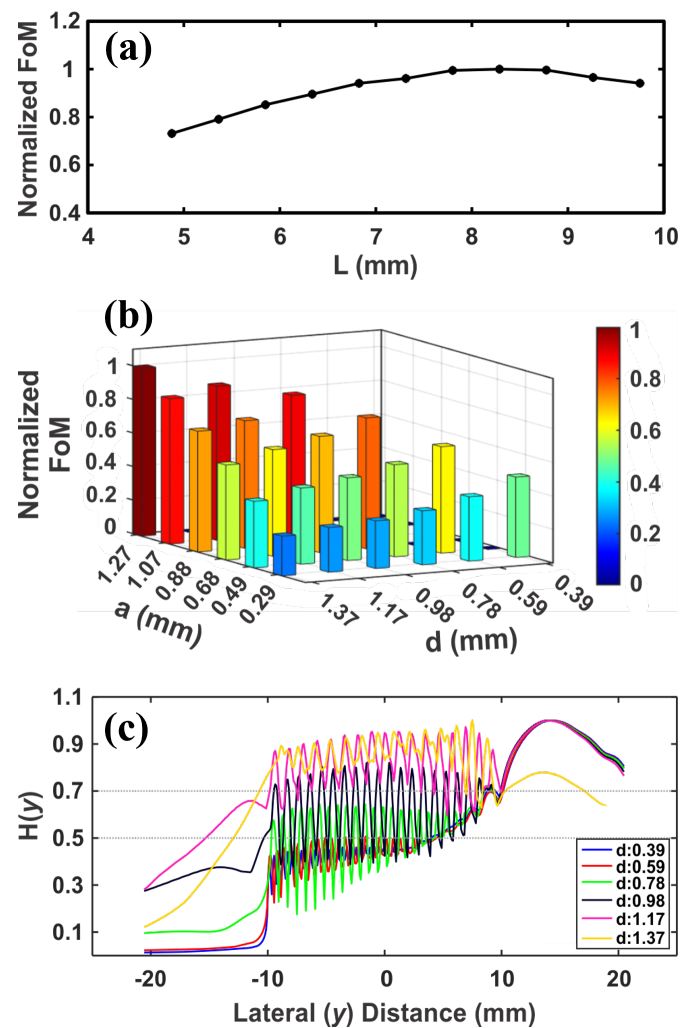 (a)
Normalized FoM
1.2
1
0.8
0.6
0.4
4 5 6 7 8 9 10
L (mm)
(b)
Normalized
FoM
1
0.8
0.6
0.4
0.2
0
1.27
1.07
0.88
0.68
0.49
0.29
a (mm)
1.37
1.17
0.98
0.78
0.59
0.39
d (mm)
1
0.8
0.6
0.4
0.2
0
(c)
H(y)
1.1
0.9
0.7
0.5
0.3
0.1
d:0.39
d:0.59
d:0.78
d:0.98
d:1.17
d:1.37
-20 -10 0 10 20
Lateral (y) Distance (mm)